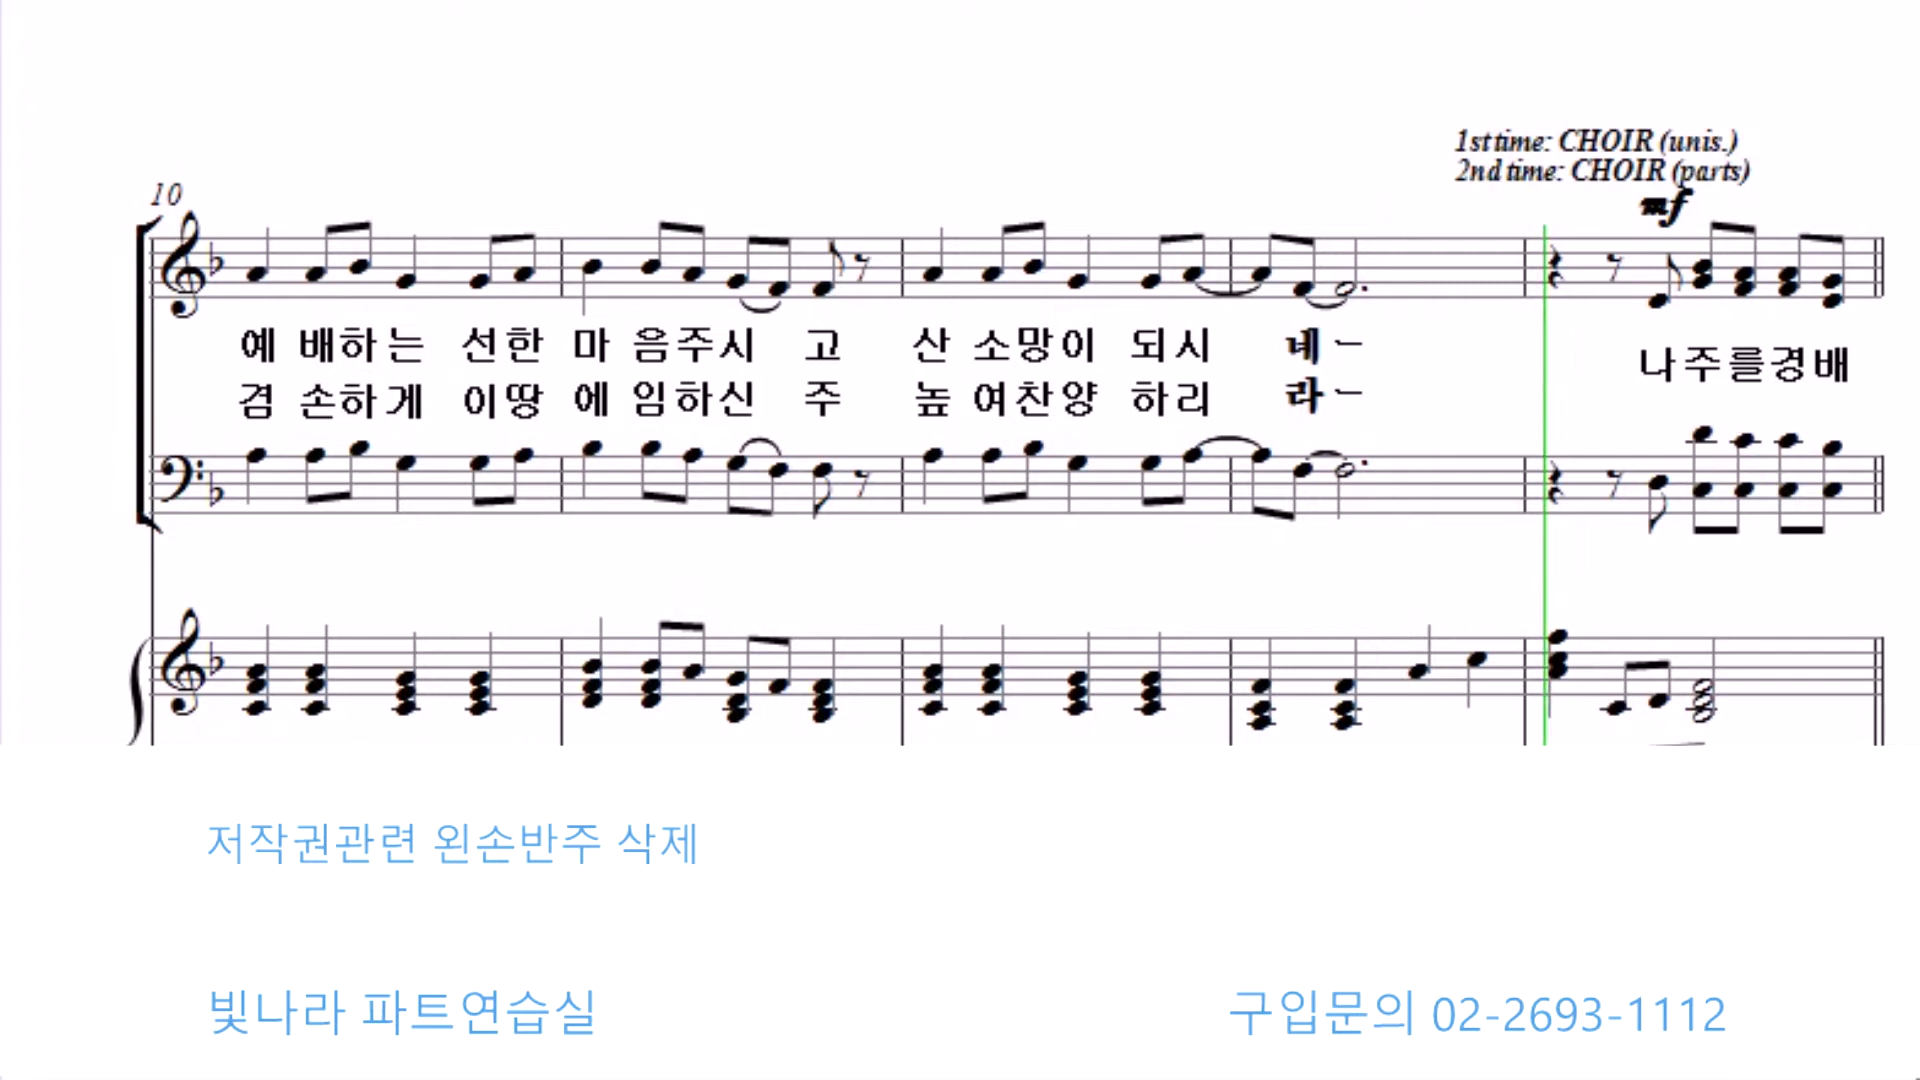 1st time: CHOIR (unis.)
2nd time: CHOIR (parts)
10
mf
예 배하는 선한 마 음주시 고 산 소망이 되시 네ㅡ
나주를경배
겸 손하게 이땅 에 임하신 주 높 여찬양 하리 라ㅡ
저작권관련 왼손반주 삭제
빛나라 파트연습실
구입문의 02-2693-1112